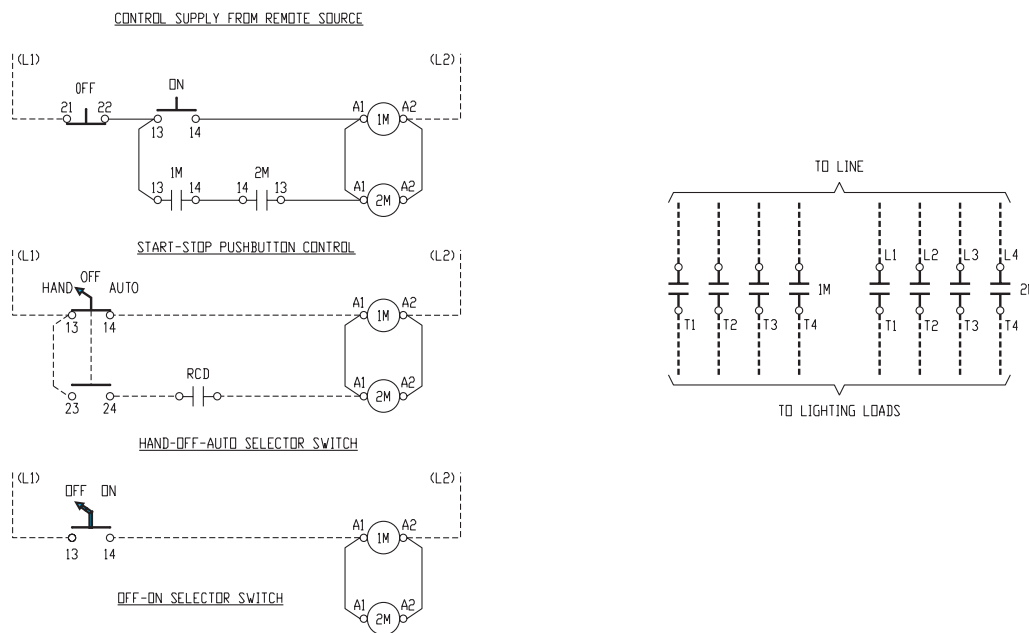 CONTROL SUPPLY FROM REMOTE SOURCE
(L1) (L2)
OFF ON
21 22 13 14 A1 1M A2
1M 2M
13 14 14 13 A1 2M A2
START-STOP PUSHBUTTON CONTROL
(L1) (L2)
HAND OFF AUTO
13 14 A1 1M A2
RCD
23 24 A1 2M A2
HAND-OFF-AUTO SELECTOR SWITCH
(L1) (L2)
OFF ON
13 14 A1 1M A2
A1 2M A2
OFF-ON SELECTOR SWITCH
TO LINE
L1 L2 L3 L4
1M
T1 T2 T3 T4 T1 T2 T3 T4
TO LIGHTING LOADS